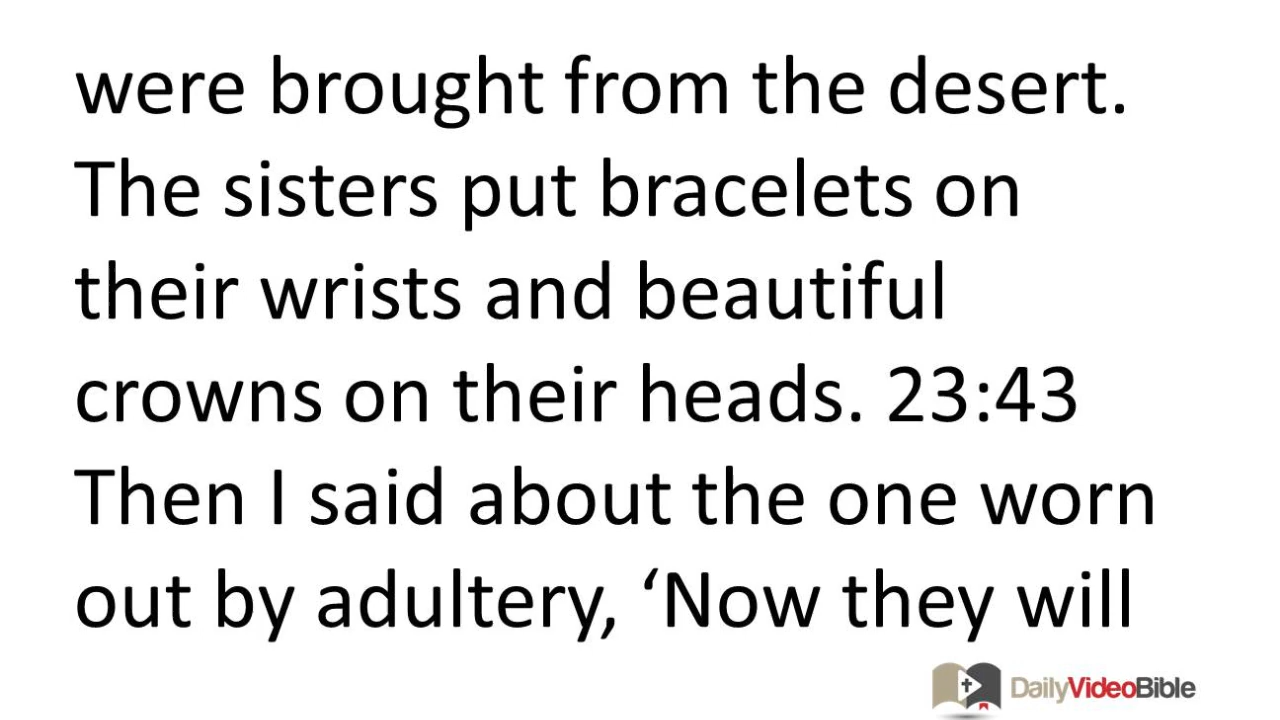 were brought from the desert.
The sisters put bracelets on
their wrists and beautiful
crowns on their heads. 23:43
Then I said about the one worn
out by adultery, ‘Now they will
DailyVideoBible